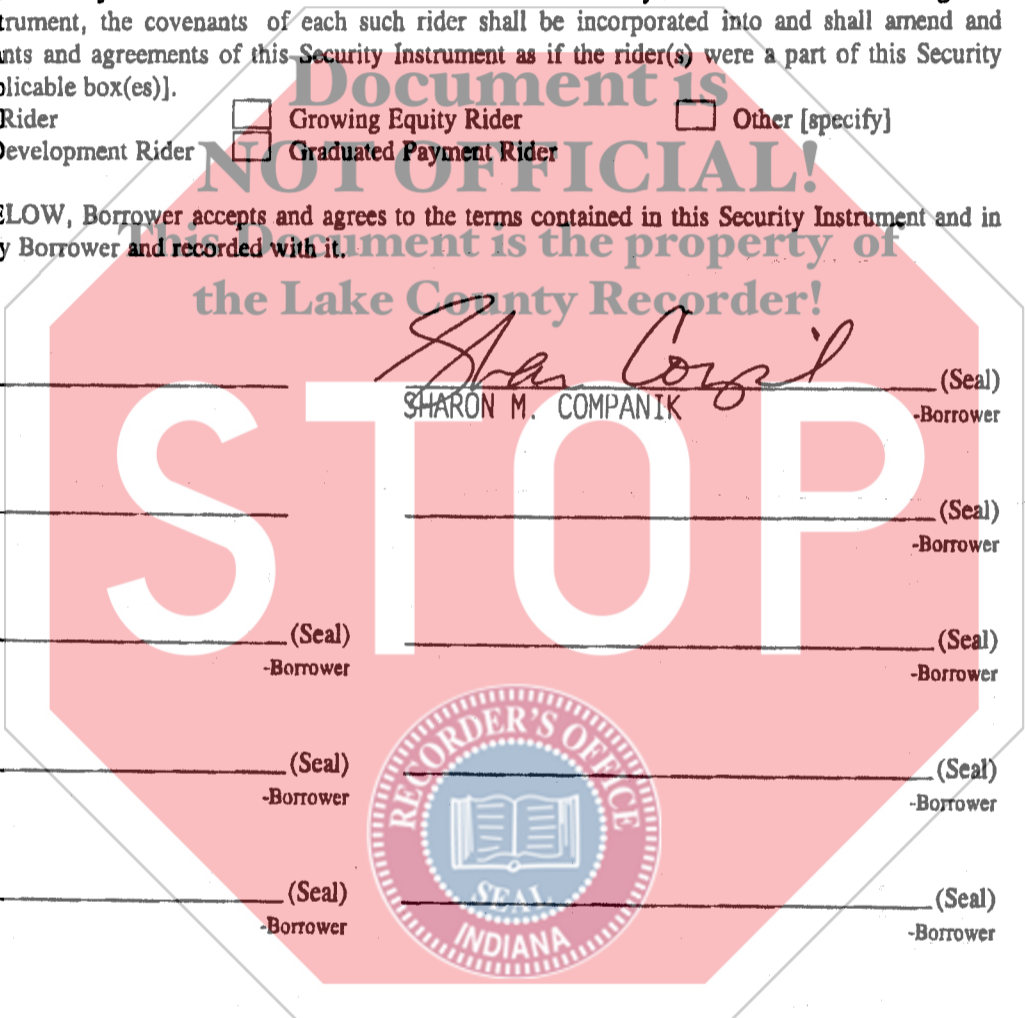 trument, the covenants of each such rider shall be incorporated into and shall amend and
nts and agreements of this Security Instrument as if the rider(s) were a part of this Security
licable box(es)].
Rider Growing Equity Rider Other [specify]
Development Rider Graduated Payment Rider
ELOW, Borrower accepts and agrees to the terms contained in this Security Instrument and in
y Borrower and recorded with it.
Document is
NOT OFFICIAL!
This Document is the property of
the Lake County Recorder!
(Seal)
SHARON M. COMPANIK
-Borrower
STOP
(Seal)
-Borrower
(Seal) (Seal)
-Borrower -Borrower
(Seal) (Seal)
-Borrower -Borrower
(Seal) (Seal)
-Borrower -Borrower
RECORDER'S OFFICE
SEAL
INDIANA